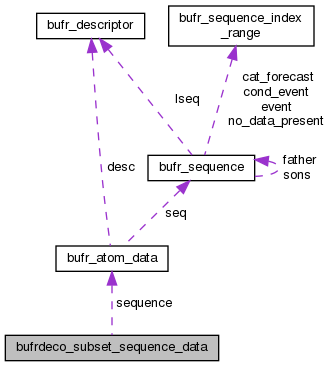 bufr_sequence_index
_range
bufr_descriptor
cat_forecast
cond_event
event
no_data_present
lseq
father
sons
bufr_sequence
desc
seq
bufr_atom_data
sequence
bufrdeco_subset_sequence_data